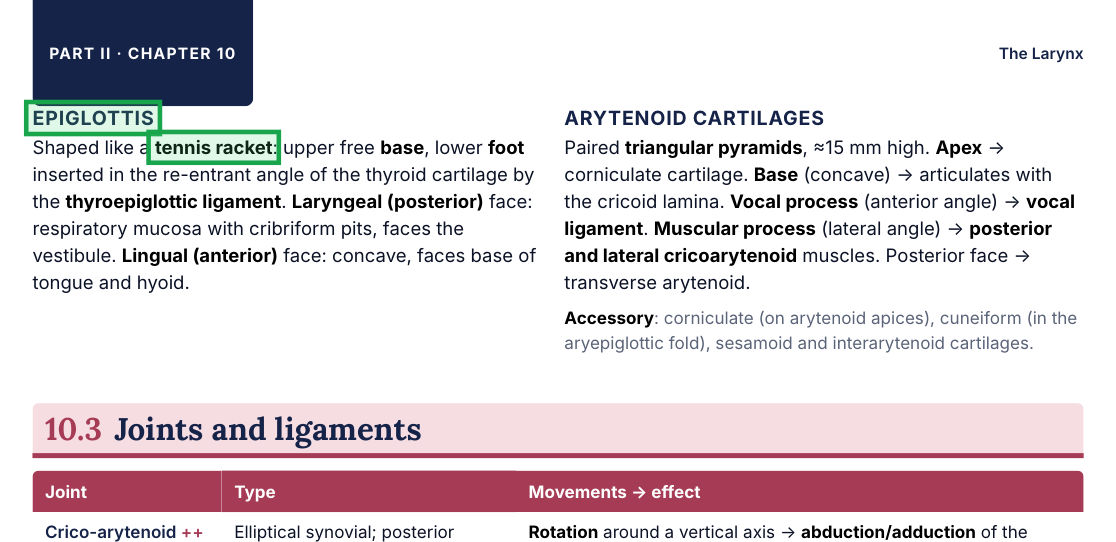 PART II · CHAPTER 10
The Larynx
EPIGLOTTIS
Shaped like a tennis racket: upper free base, lower foot
inserted in the re-entrant angle of the thyroid cartilage by
the thyroepiglottic ligament. Laryngeal (posterior) face:
respiratory mucosa with cribriform pits, faces the
vestibule. Lingual (anterior) face: concave, faces base of
tongue and hyoid.
ARYTENOID CARTILAGES
Paired triangular pyramids, ≈15 mm high. Apex →
corniculate cartilage. Base (concave) → articulates with
the cricoid lamina. Vocal process (anterior angle) → vocal
ligament. Muscular process (lateral angle) → posterior
and lateral cricoarytenoid muscles. Posterior face →
transverse arytenoid.
Accessory: corniculate (on arytenoid apices), cuneiform (in the
aryepiglottic fold), sesamoid and interarytenoid cartilages.
10.3 Joints and ligaments
Joint Type Movements → effect
Crico-arytenoid ++ Elliptical synovial; posterior Rotation around a vertical axis → abduction/adduction of the